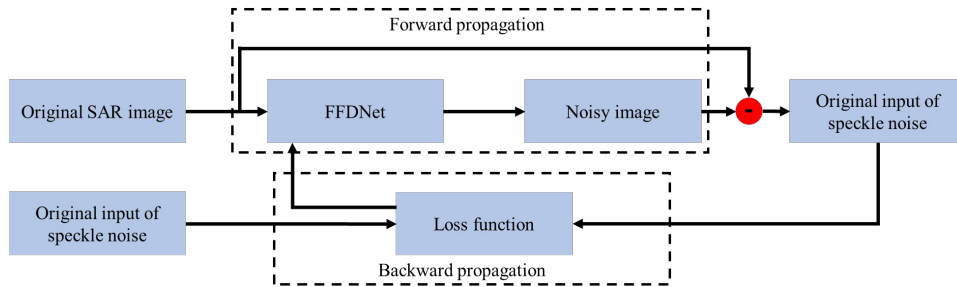 Forward propagation
Original SAR image
FFDNet
Noisy image
-
Original input of
speckle noise
Original input of
speckle noise
Loss function
Backward propagation